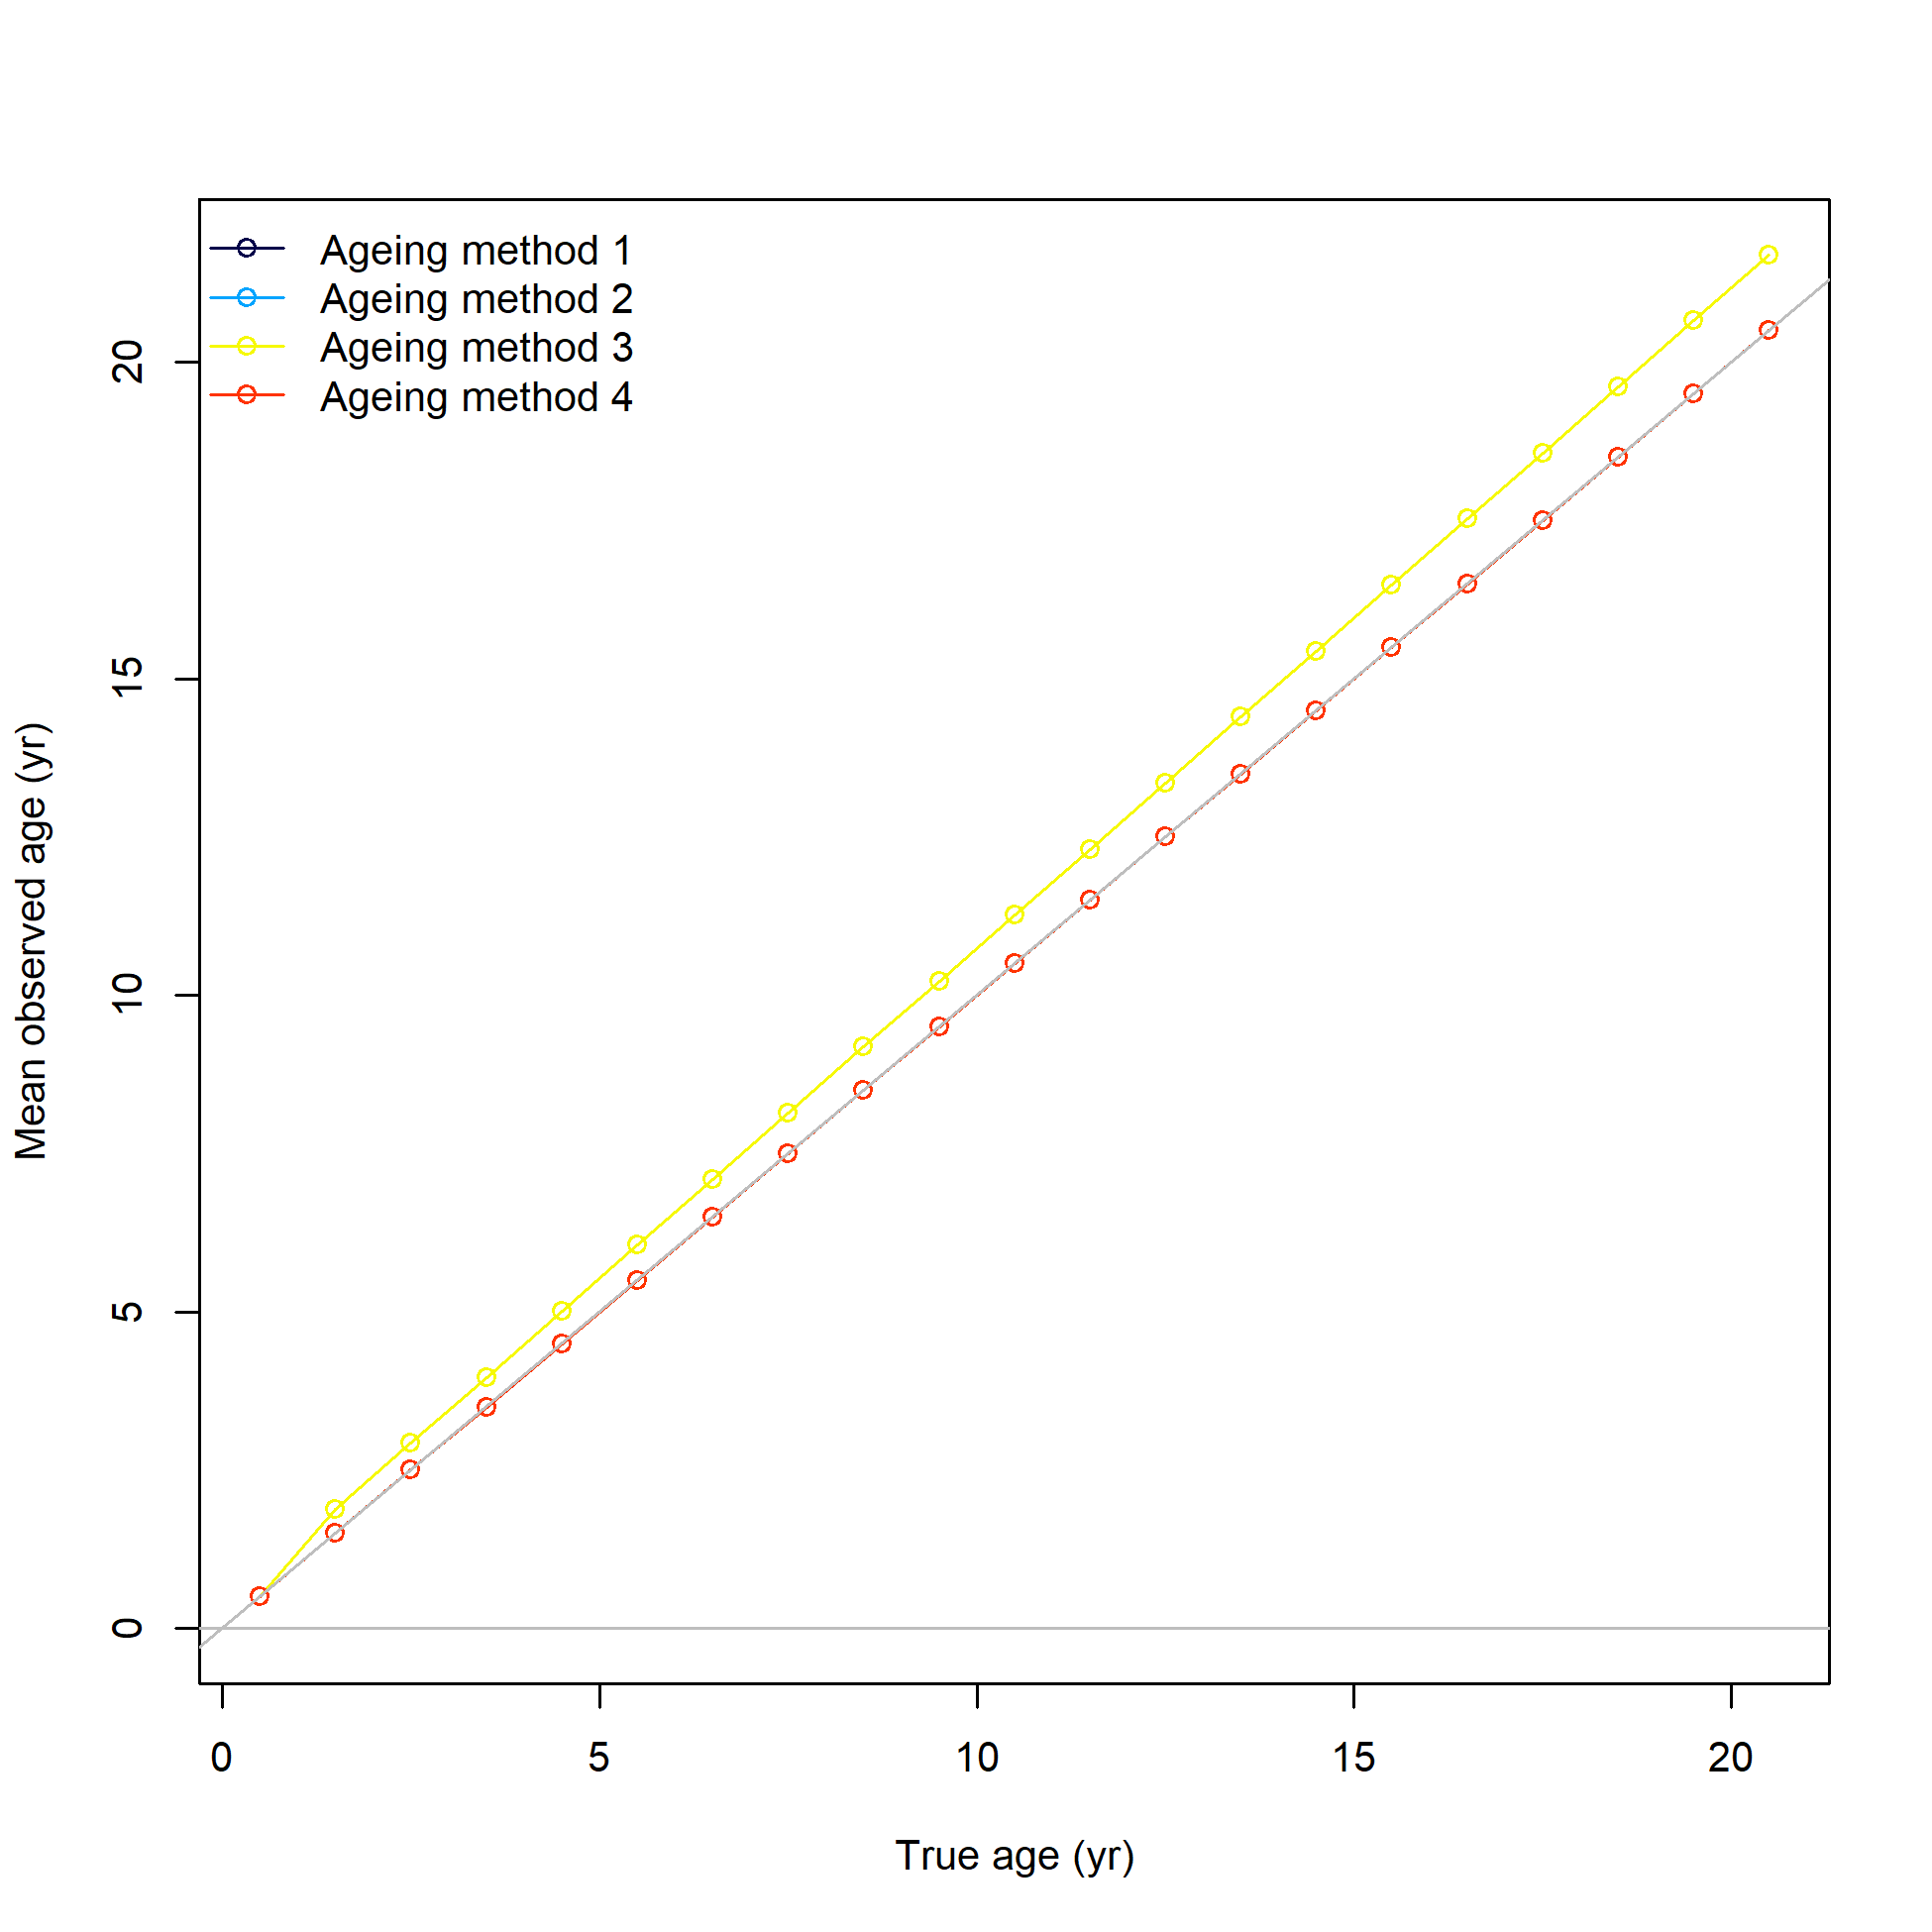 Ageing method 1
Ageing method 2
Ageing method 3
Ageing method 4
Mean observed age (yr)
20
15
10
5
0
0 5 10 15 20
True age (yr)